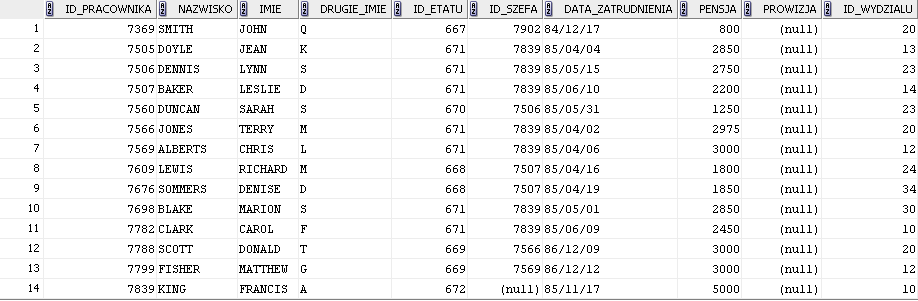 ID_PRACOWNIKA NAZWISKO IMIE DRUGIE_IMIE ID_ETATU ID_SZEFA DATA_ZATRUDNIENIA PENSJA PROWIZJA ID_WYDZIALU
1 7369 SMITH JOHN Q 667 7902 84/12/17 800 (null) 20
2 7505 DOYLE JEAN K 671 7839 85/04/04 2850 (null) 13
3 7506 DENNIS LYNN S 671 7839 85/05/15 2750 (null) 23
4 7507 BAKER LESLIE D 671 7839 85/06/10 2200 (null) 14
5 7560 DUNCAN SARAH S 670 7506 85/05/31 1250 (null) 23
6 7566 JONES TERRY M 671 7839 85/04/02 2975 (null) 20
7 7569 ALBERTS CHRIS L 671 7839 85/04/06 3000 (null) 12
8 7609 LEWIS RICHARD M 668 7507 85/04/16 1800 (null) 24
9 7676 SOMMERS DENISE D 668 7507 85/04/19 1850 (null) 34
10 7698 BLAKE MARION S 671 7839 85/05/01 2850 (null) 30
11 7782 CLARK CAROL F 671 7839 85/06/09 2450 (null) 10
12 7788 SCOTT DONALD T 669 7566 86/12/09 3000 (null) 20
13 7799 FISHER MATTHEW G 669 7569 86/12/12 3000 (null) 12
14 7839 KING FRANCIS A 672 (null) 85/11/17 5000 (null) 10